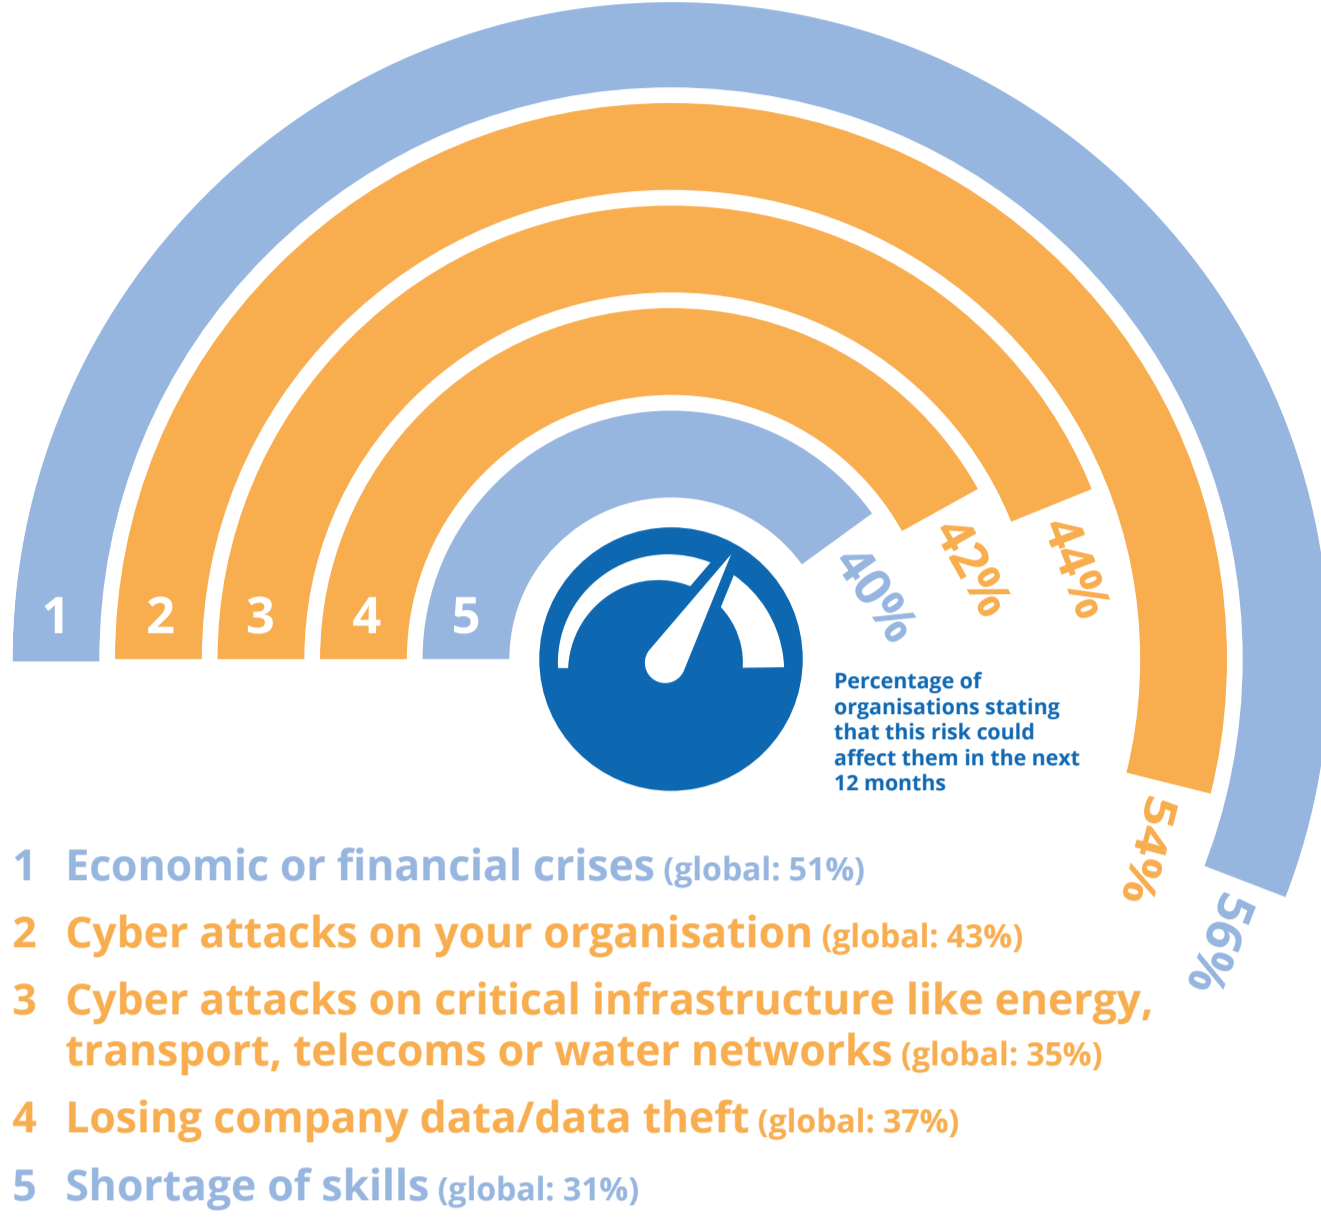 1
2
3
4
5
40%
42%
44%
54%
56%
Percentage of
organisations stating
that this risk could
affect them in the next
12 months
1 Economic or financial crises (global: 51%)
2 Cyber attacks on your organisation (global: 43%)
3 Cyber attacks on critical infrastructure like energy,
transport, telecoms or water networks (global: 35%)
4 Losing company data/data theft (global: 37%)
5 Shortage of skills (global: 31%)